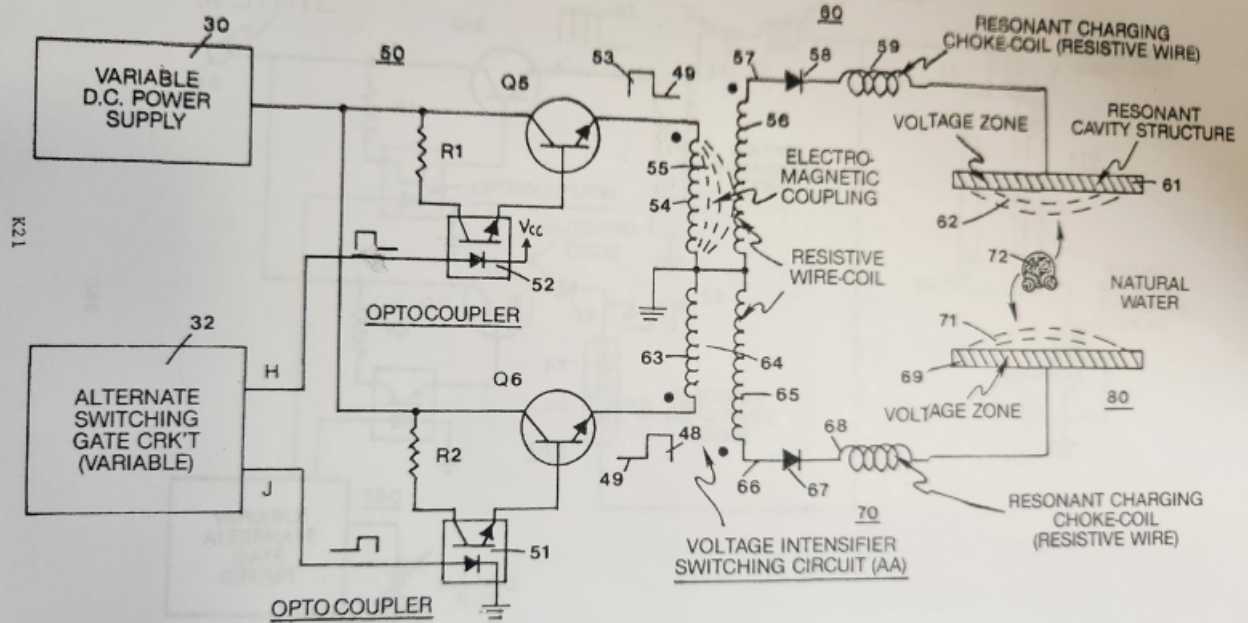 30
VARIABLE
D.C. POWER
SUPPLY
50
R1
Q5
53
49
60
57
58
59
RESONANT CHARGING
CHOKE-COIL (RESISTIVE WIRE)
56
55
54
ELECTRO-
MAGNETIC
COUPLING
VOLTAGE ZONE
RESONANT
CAVITY STRUCTURE
61
62
VCC
52
OPTOCOUPLER
RESISTIVE
WIRE-COIL
72
NATURAL
WATER
K21
32
ALTERNATE
SWITCHING
GATE CRK'T
(VARIABLE)
H
J
Q6
R2
63
64
65
71
69
VOLTAGE ZONE
80
48
49
66
67
68
70
51
OPTO COUPLER
VOLTAGE INTENSIFIER
SWITCHING CIRCUIT (AA)
RESONANT CHARGING
CHOKE-COIL
(RESISTIVE WIRE)